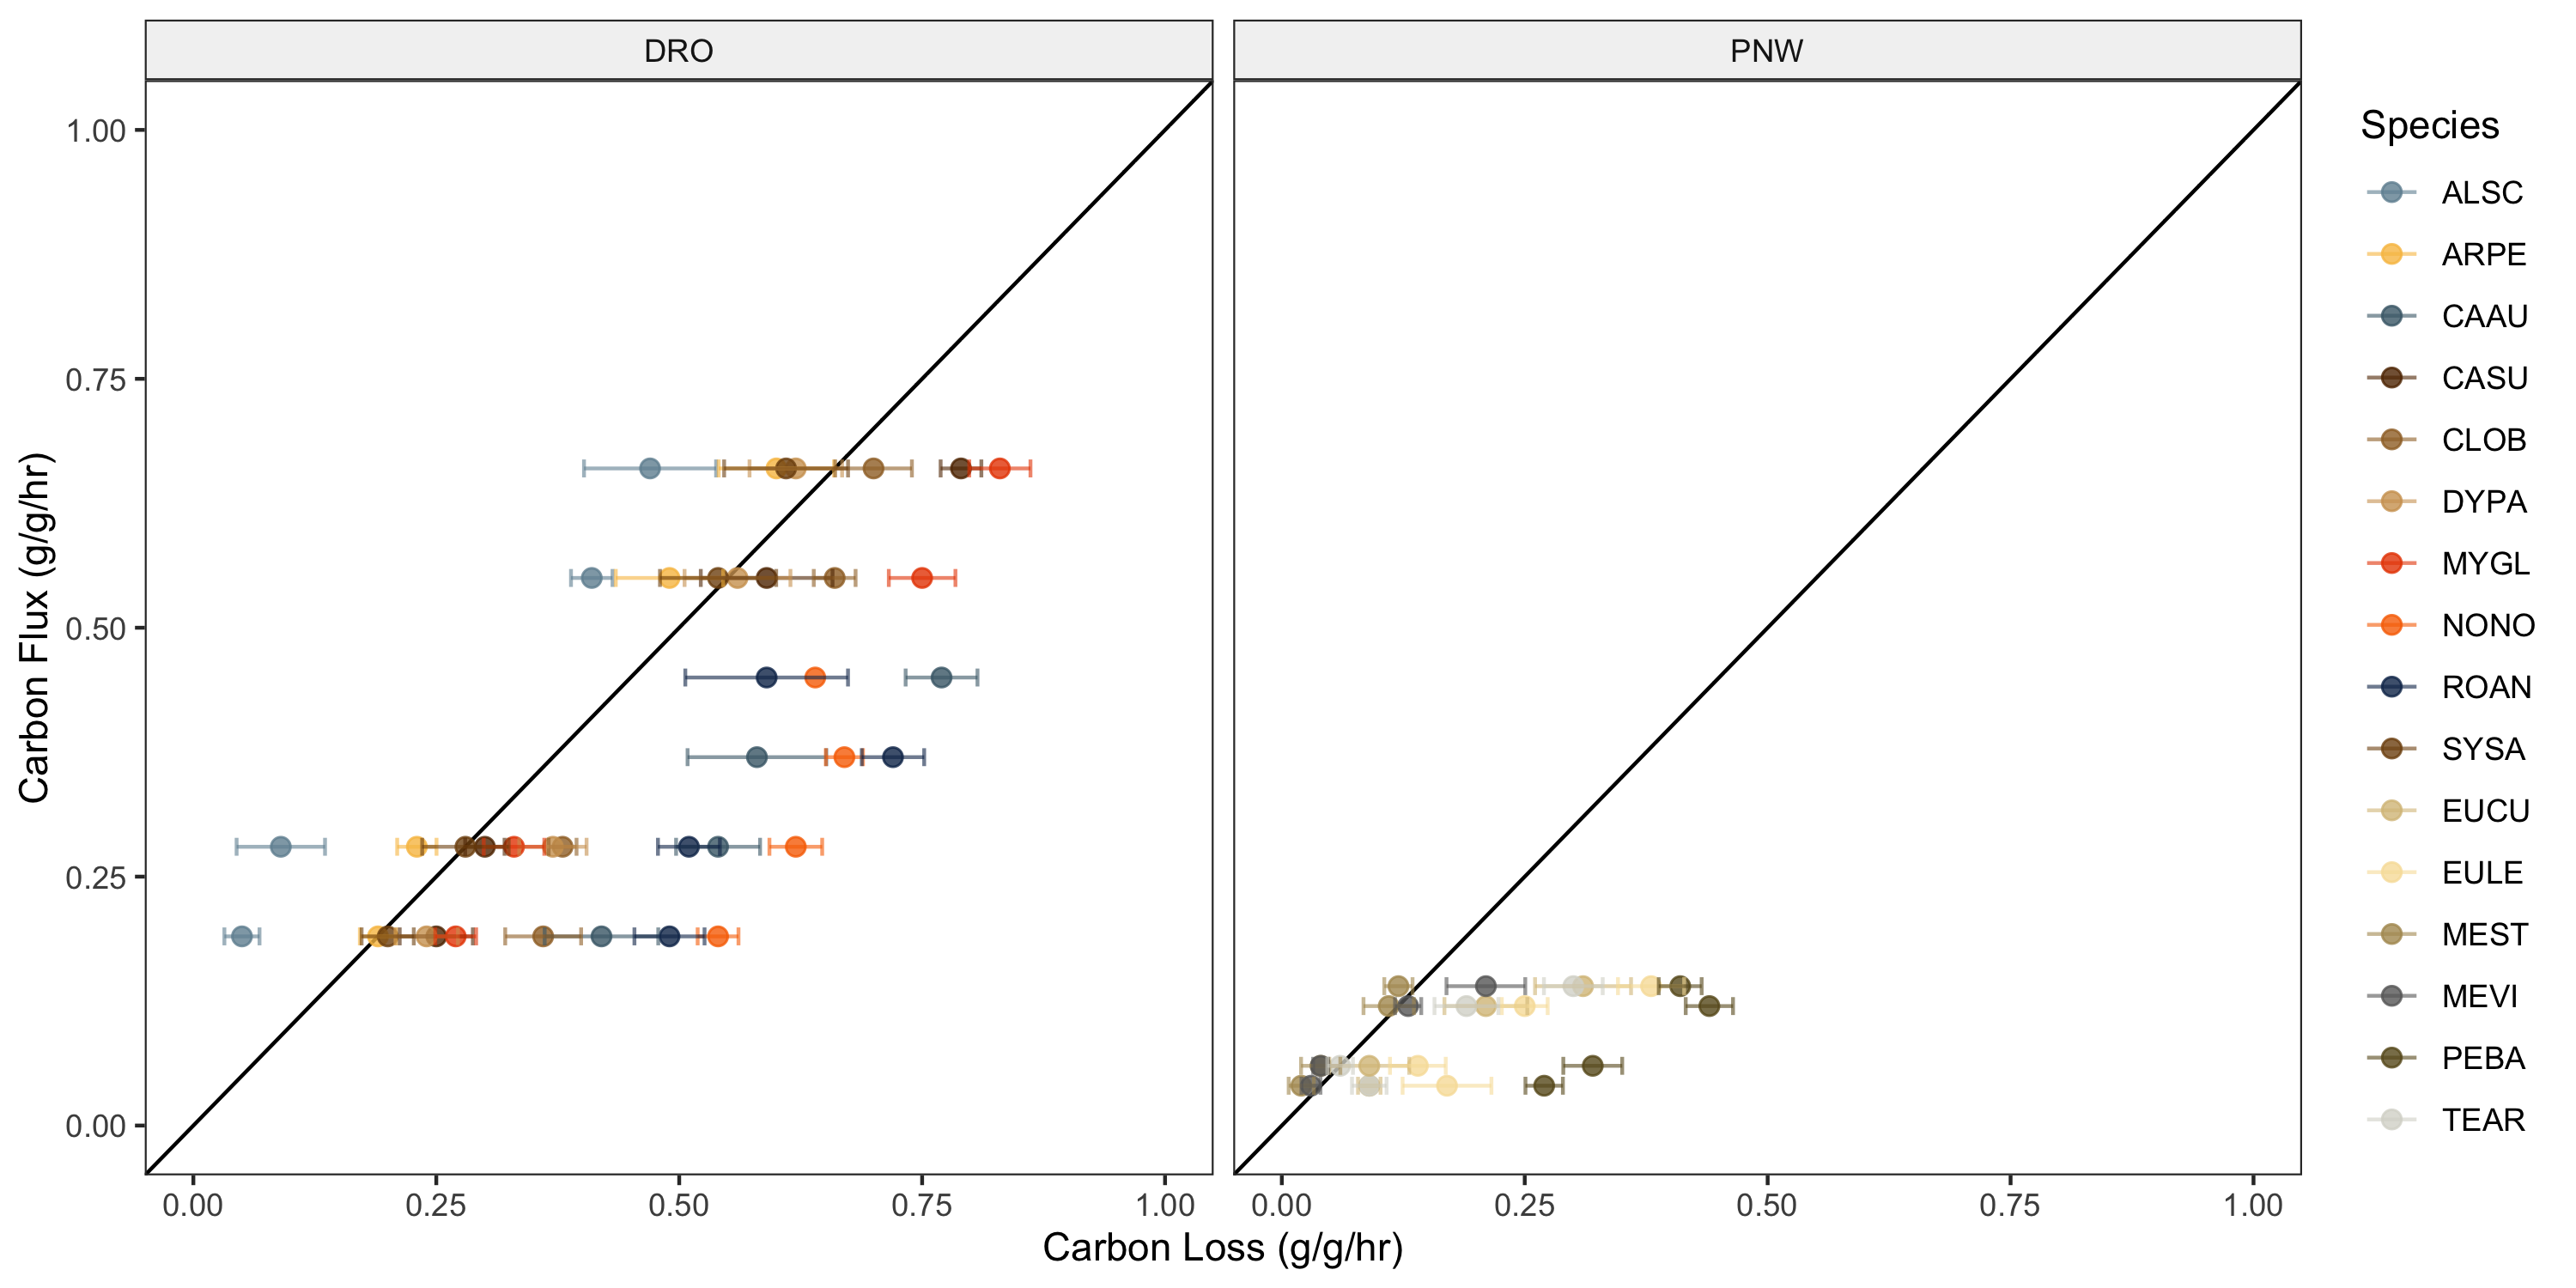 DRO
PNW
Carbon Flux (g/g/hr)
1.00
0.75
0.50
0.25
0.00
0.00 0.25 0.50 0.75 1.00
0.00 0.25 0.50 0.75 1.00
Carbon Loss (g/g/hr)
Species
ALSC
ARPE
CAAU
CASU
CLOB
DYPA
MYGL
NONO
ROAN
SYSA
EUCU
EULE
MEST
MEVI
PEBA
TEAR